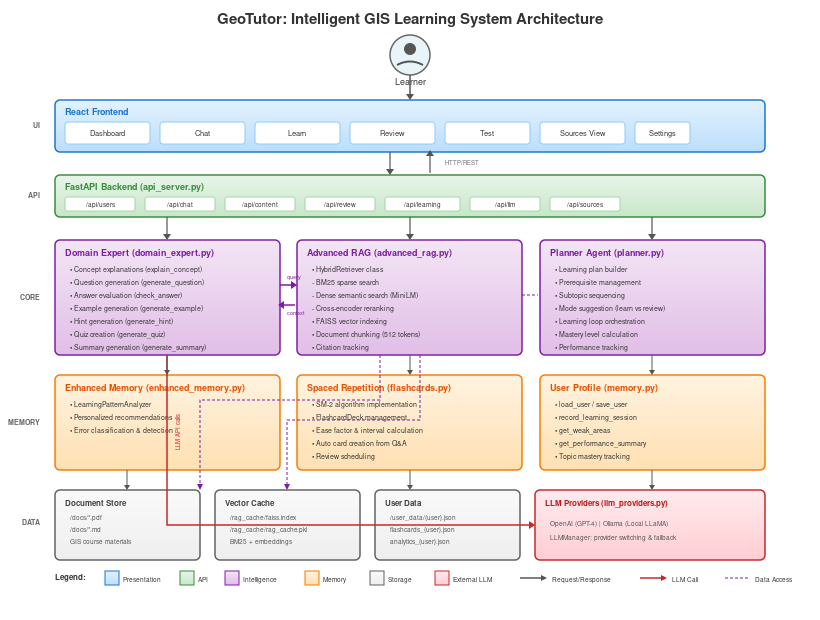 GeoTutor: Intelligent GIS Learning System Architecture
Learner
UI
React Frontend
Dashboard
Chat
Learn
Review
Test
Sources View
Settings
HTTP/REST
API
FastAPI Backend (api_server.py)
/api/users
/api/chat
/api/content
/api/review
/api/learning
/api/llm
/api/sources
CORE
Domain Expert (domain_expert.py)
• Concept explanations (explain_concept)
• Question generation (generate_question)
• Answer evaluation (check_answer)
• Example generation (generate_example)
• Hint generation (generate_hint)
• Quiz creation (generate_quiz)
• Summary generation (generate_summary)
query
context
Advanced RAG (advanced_rag.py)
• HybridRetriever class
- BM25 sparse search
- Dense semantic search (MiniLM)
- Cross-encoder reranking
• FAISS vector indexing
• Document chunking (512 tokens)
• Citation tracking
Planner Agent (planner.py)
• Learning plan builder
• Prerequisite management
• Subtopic sequencing
• Mode suggestion (learn vs review)
• Learning loop orchestration
• Mastery level calculation
• Performance tracking
MEMORY
Enhanced Memory (enhanced_memory.py)
• LearningPatternAnalyzer
• Personalized recommendations
• Error classification & detection
LLM API calls
Spaced Repetition (flashcards.py)
• SM-2 algorithm implementation
• FlashcardDeck management
• Ease factor & interval calculation
• Auto card creation from Q&A
• Review scheduling
User Profile (memory.py)
• load_user / save_user
• record_learning_session
• get_weak_areas
• get_performance_summary
• Topic mastery tracking
DATA
Document Store
/docs/*.pdf
/docs/*.md
GIS course materials
Vector Cache
/rag_cache/faiss.index
/rag_cache/rag_cache.pkl
BM25 + embeddings
User Data
/user_data/{user}.json
flashcards_{user}.json
analytics_{user}.json
LLM Providers (llm_providers.py)
OpenAI (GPT-4) | Ollama (Local LLaMA)
LLMManager: provider switching & fallback
Legend:
Presentation
API
Intelligence
Memory
Storage
External LLM
Request/Response
LLM Call
Data Access